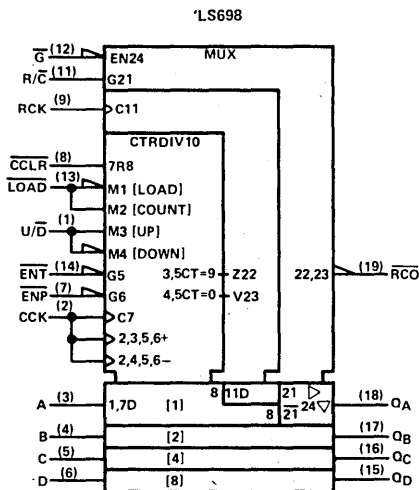 'LS698
MUX
G (12) EN24
R/C (11) G21
RCK (9) C11
CTRDIV10
CCLR (8) 7R8
LOAD (13) M1 [LOAD]
M2 [COUNT]
U/D (1) M3 [UP]
M4 [DOWN]
ENT (14) G5 3,5CT=9 Z22 22,23 (19) RCO
ENP (7) G6 4,5CT=0 V23
CCK (2) C7
2,3,5,6+
2,4,5,6−
A (3) 1,7D [1] 8 11D 8 21 21 24 (18) QA
B (4) [2] (17) QB
C (5) [4] (16) QC
D (6) [8] (15) QD